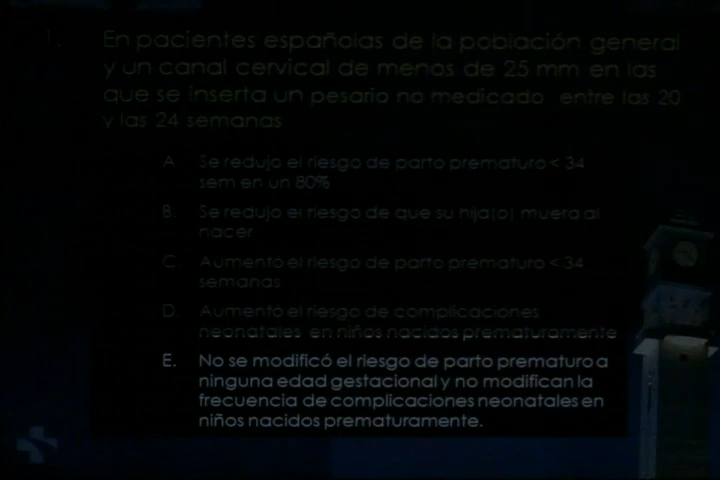 1. En pacientes españolas de la población general
y un canal cervical de menos de 25 mm en las
que se inserta un pesario no medicado entre las 20
y las 24 semanas
A Se redujo el riesgo de parto prematuro < 34
sem en un 80%
B. Se redujo el riesgo de que su hija(o) muera al
nacer
C. Aumento el riesgo de parto prematuro < 34
semanas
D. Aumento el riesgo de complicaciones
neonatales en niños nacidos prematuramente
E. No se modificó el riesgo de parto prematuro a
ninguna edad gestacional y no modifican la
frecuencia de complicaciones neonatales en
niños nacidos prematuramente.